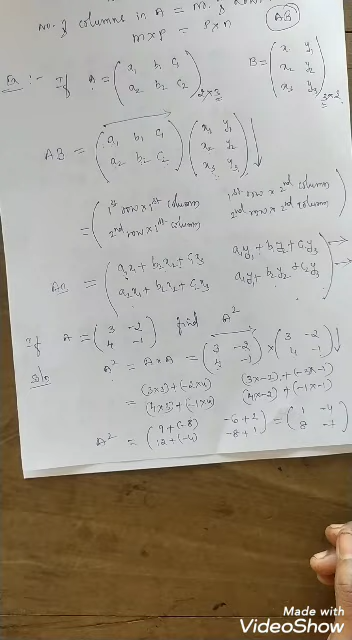 No. of columns in A = No. of rows
m×p = p×n
AB
Ex :- If A = ( x₁ b₁ c₁ ; a₂ b₂ c₂ ) 2×3 B = ( x₁ y₁ ; x₂ y₂ ; x₃ y₃ ) 3×2
AB = ( a₁ b₁ c₁ ; a₂ b₂ c₂ ) ( x₁ y₁ ; x₂ y₂ ; x₃ y₃ )
= ( 1st row × 1st column 1st row × 2nd column
2nd row × 1st column 2nd row × 2nd column )
AB = ( a₁x₁ + b₁x₂ + c₁x₃ a₁y₁ + b₁y₂ + c₁y₃
a₂x₁ + b₂x₂ + c₂x₃ a₂y₁ + b₂y₂ + c₂y₃ )
If A = ( 3 -2 ; 4 -1 ) find A²
Sol: A² = A×A = ( 3 -2 ; 4 -1 ) × ( 3 -2 ; 4 -1 )
= (3×3) + (-2×4) (3×-2) + (-2×-1)
(4×3) + (-1×4) (4×-2) + (-1×-1)
A² = ( 9 + (-8) -6+2 ; 12 + (-4) -8+1 ) = ( 1 -4 ; 8 -7 )
Made with
VideoShow